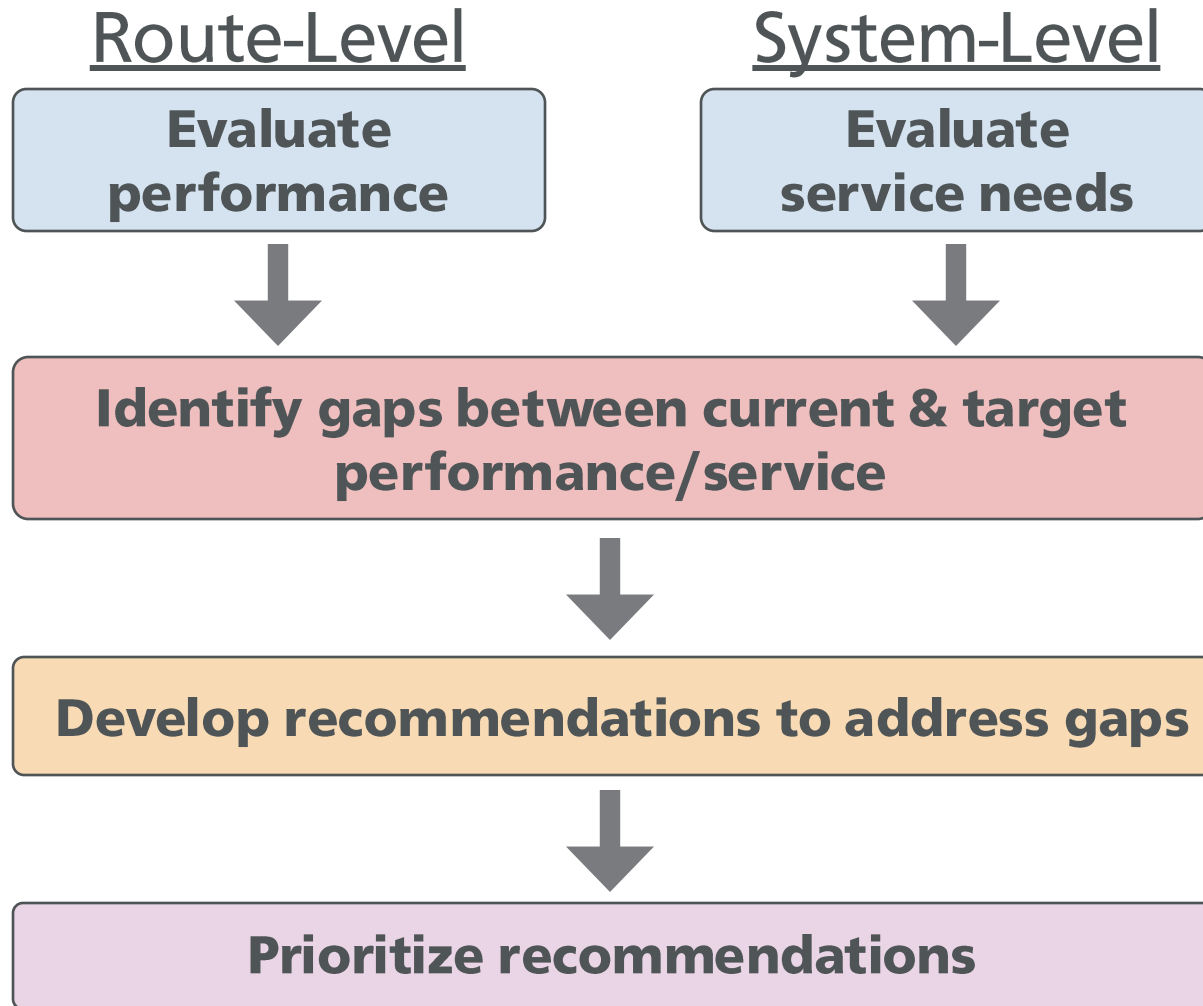 Route-Level
System-Level
Evaluate
performance
Evaluate
service needs
Identify gaps between current & target
performance/service
Develop recommendations to address gaps
Prioritize recommendations